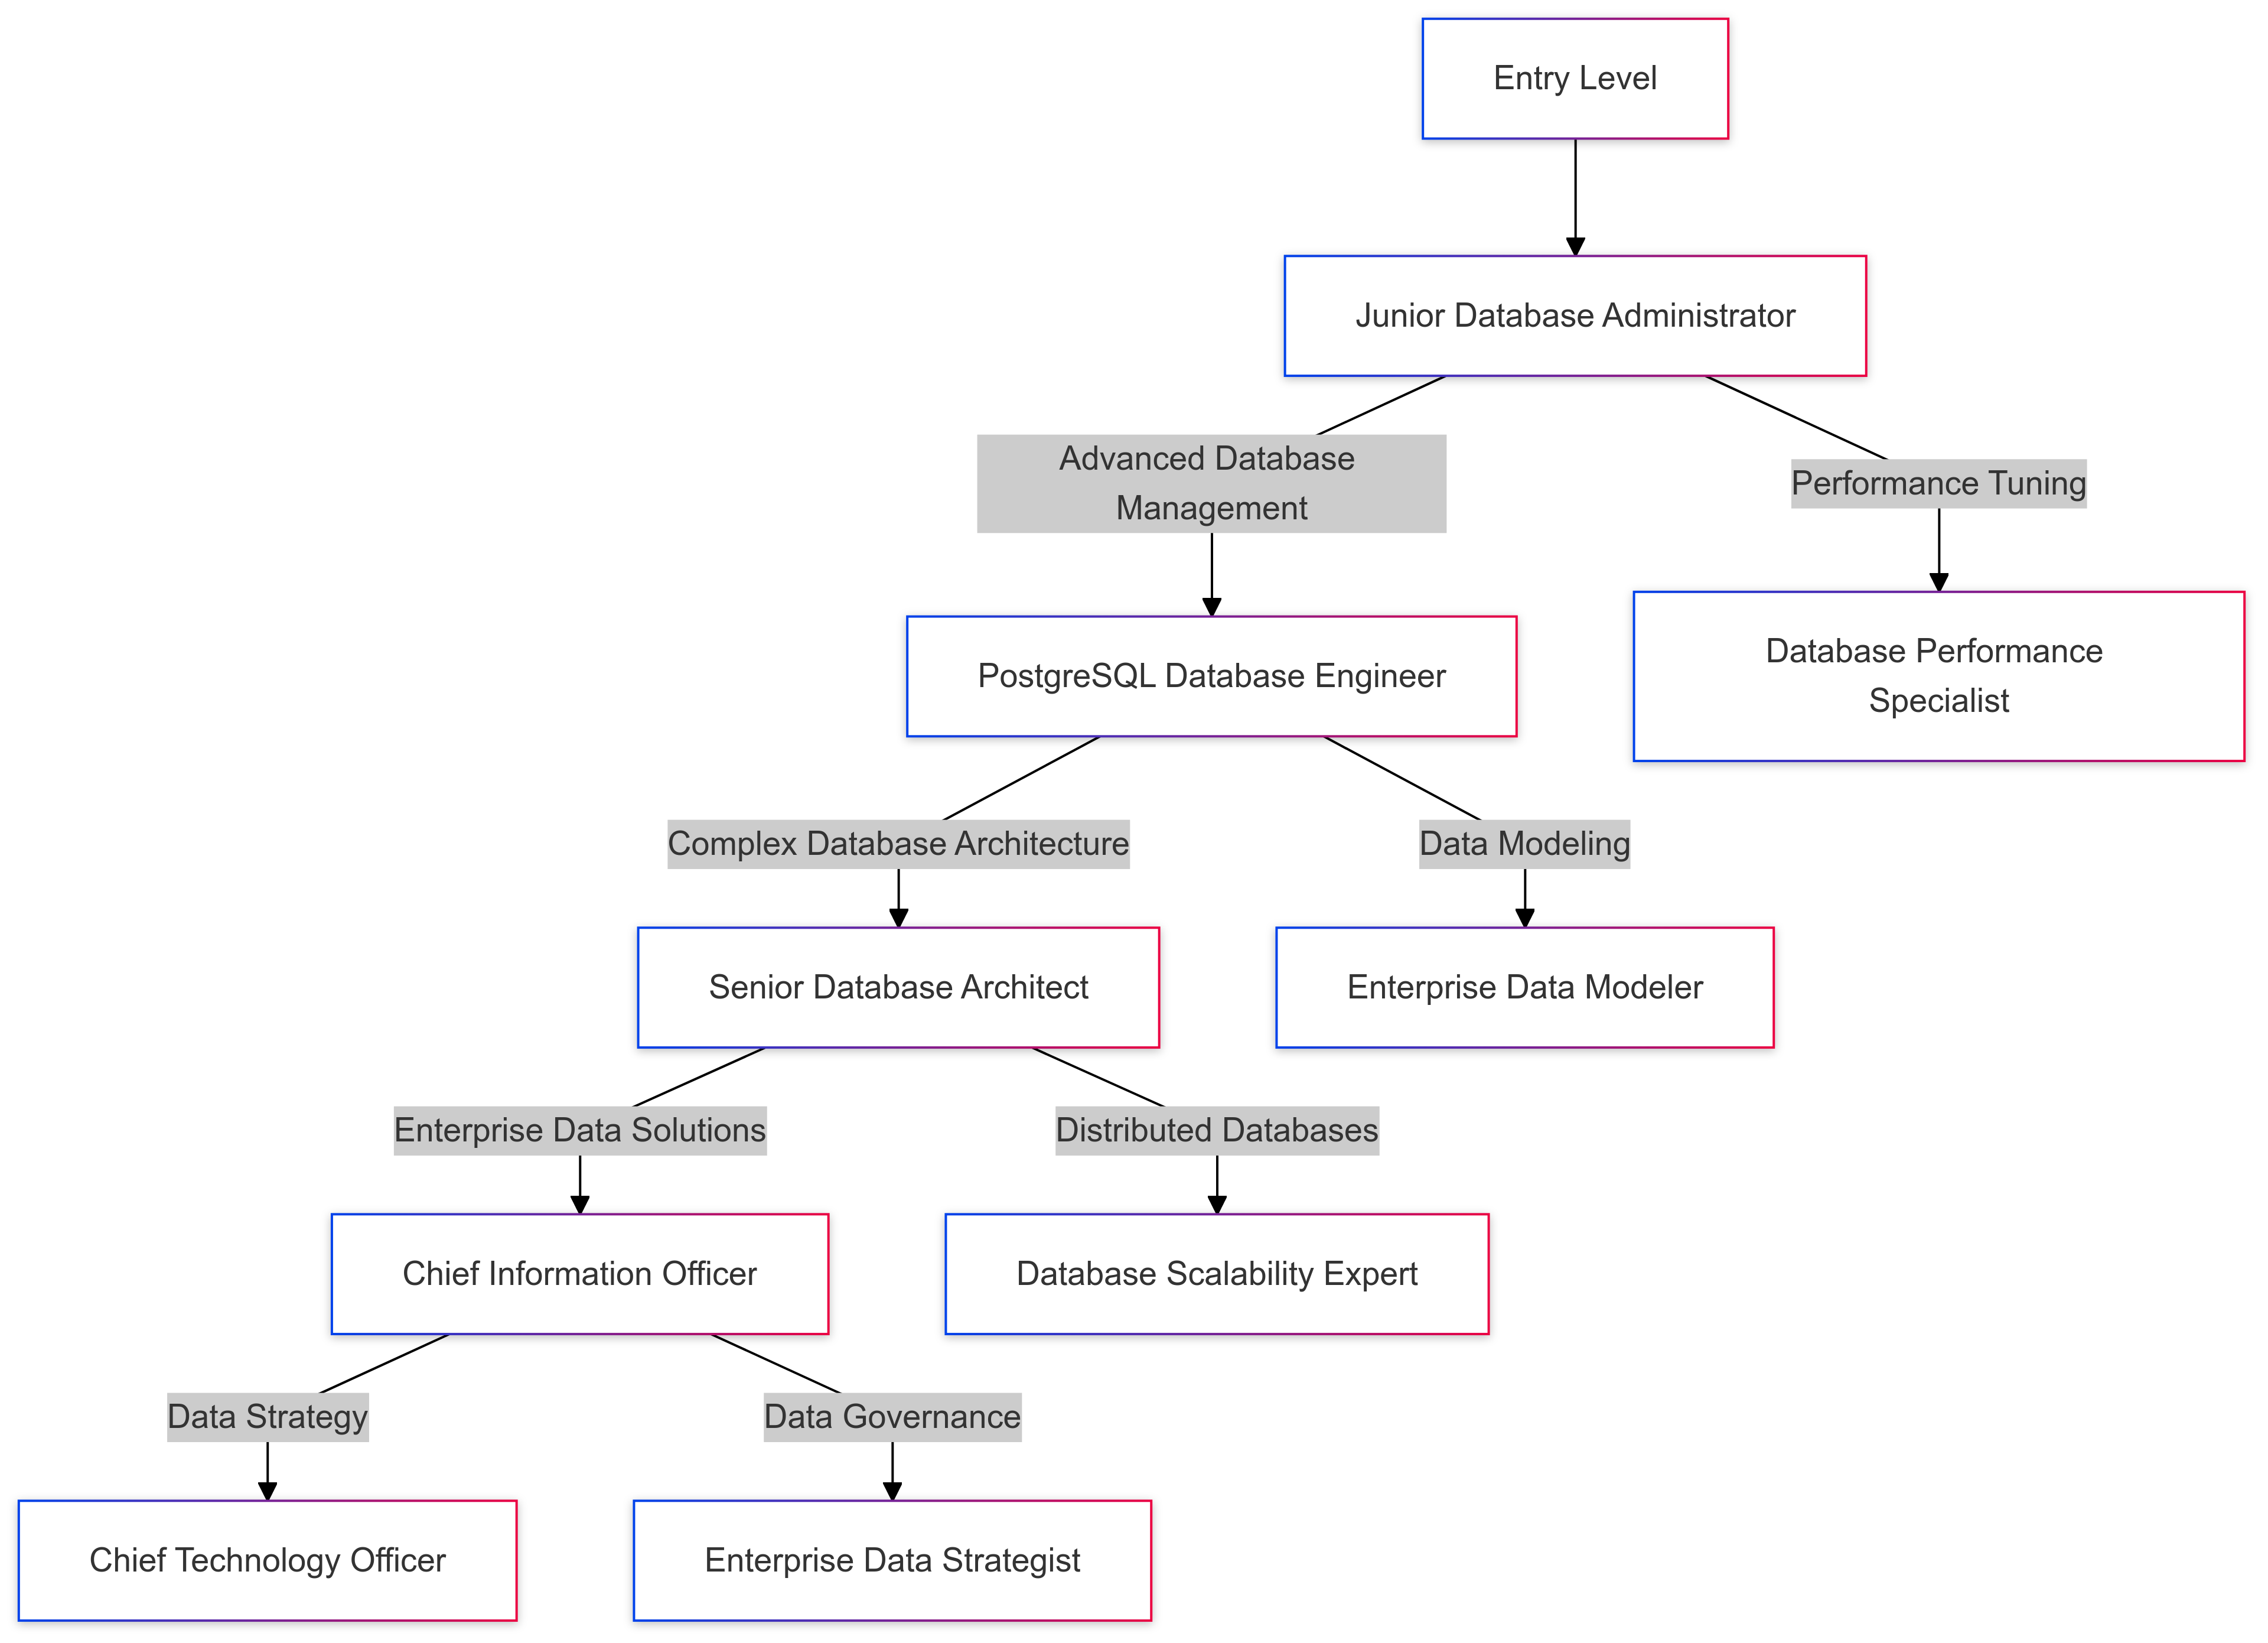 Entry Level
Junior Database Administrator
Advanced Database
Management
Performance Tuning
PostgreSQL Database Engineer
Database Performance
Specialist
Complex Database Architecture
Data Modeling
Senior Database Architect
Enterprise Data Modeler
Enterprise Data Solutions
Distributed Databases
Chief Information Officer
Database Scalability Expert
Data Strategy
Data Governance
Chief Technology Officer
Enterprise Data Strategist